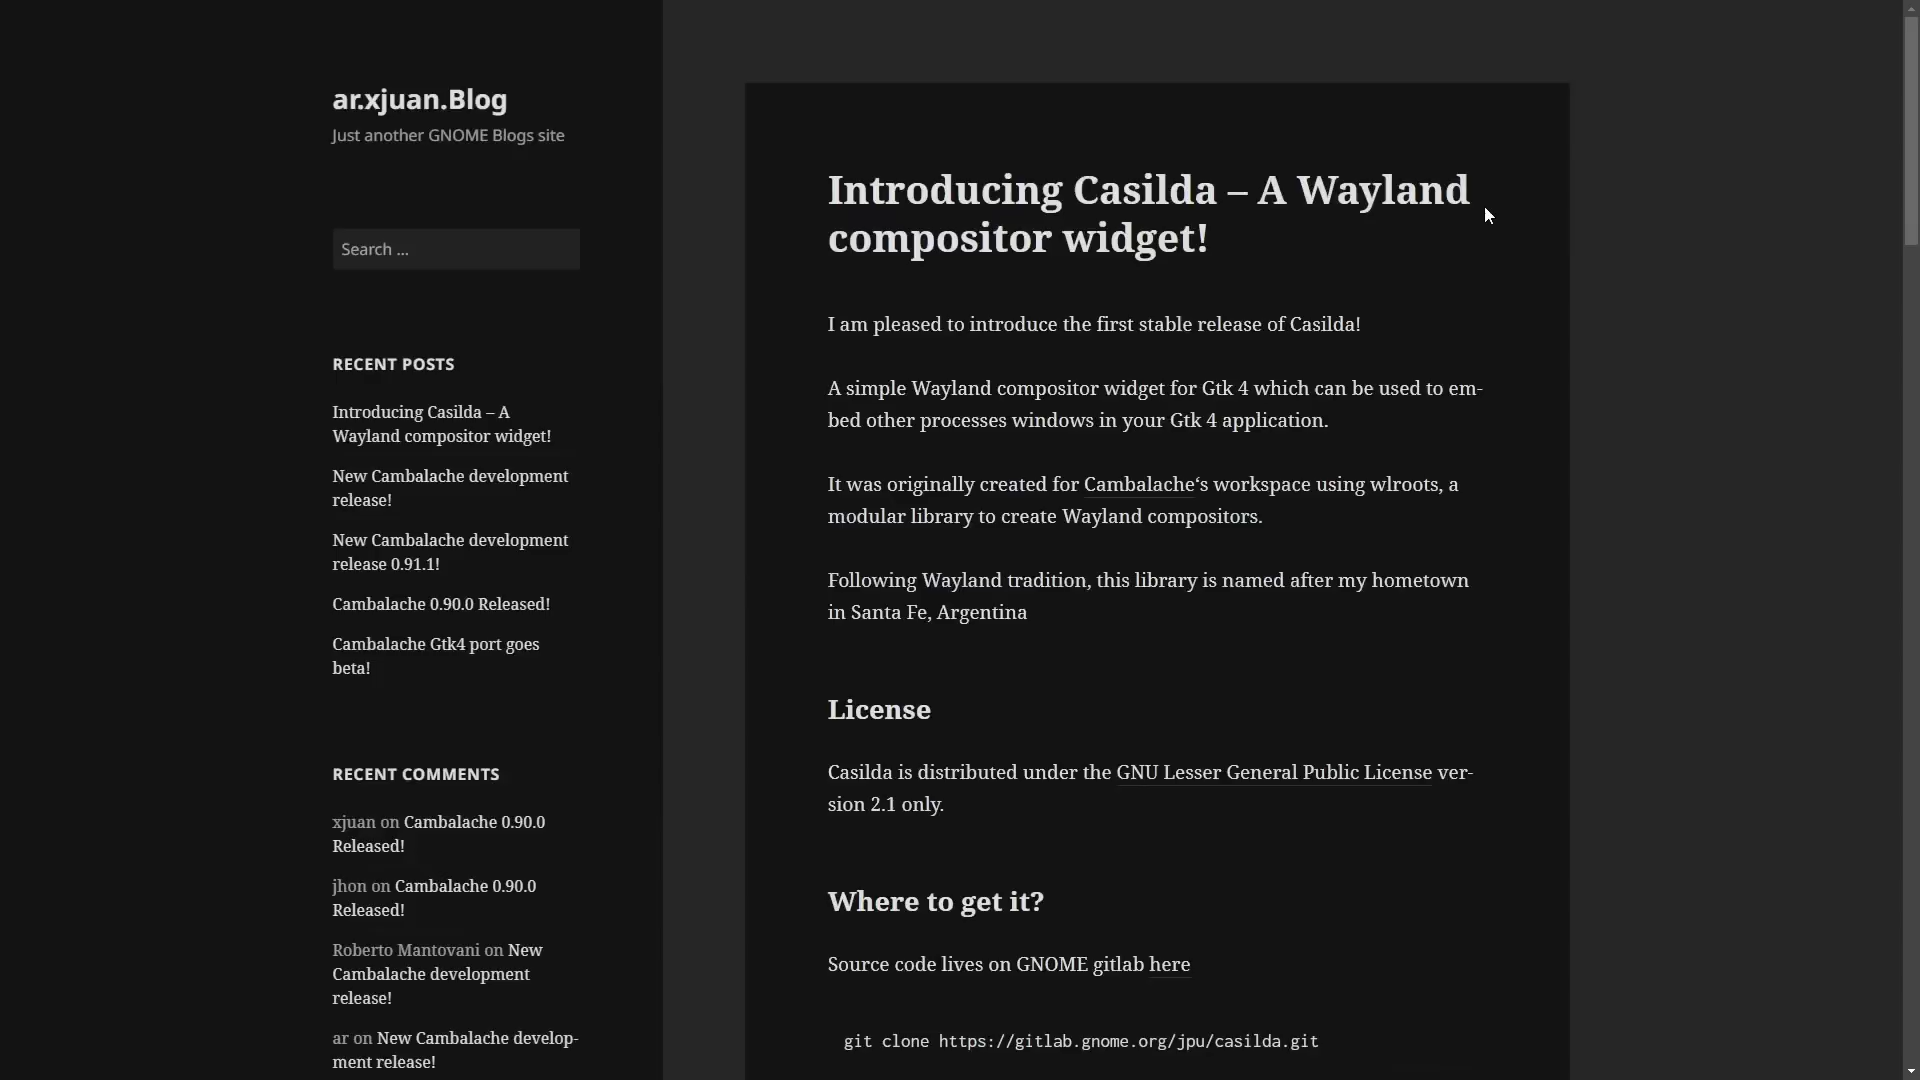 ar.xjuan.Blog
Just another GNOME Blogs site
Search ...
RECENT POSTS
Introducing Casilda – A
Wayland compositor widget!
New Cambalache development
release!
New Cambalache development
release 0.91.1!
Cambalache 0.90.0 Released!
Cambalache Gtk4 port goes
beta!
RECENT COMMENTS
xjuan on Cambalache 0.90.0
Released!
jhon on Cambalache 0.90.0
Released!
Roberto Mantovani on New
Cambalache development
release!
ar on New Cambalache develop-
ment release!
Introducing Casilda – A Wayland
compositor widget!
I am pleased to introduce the first stable release of Casilda!
A simple Wayland compositor widget for Gtk 4 which can be used to em-
bed other processes windows in your Gtk 4 application.
It was originally created for Cambalache‘s workspace using wlroots, a
modular library to create Wayland compositors.
Following Wayland tradition, this library is named after my hometown
in Santa Fe, Argentina
License
Casilda is distributed under the GNU Lesser General Public License ver-
sion 2.1 only.
Where to get it?
Source code lives on GNOME gitlab here
git clone https://gitlab.gnome.org/jpu/casilda.git